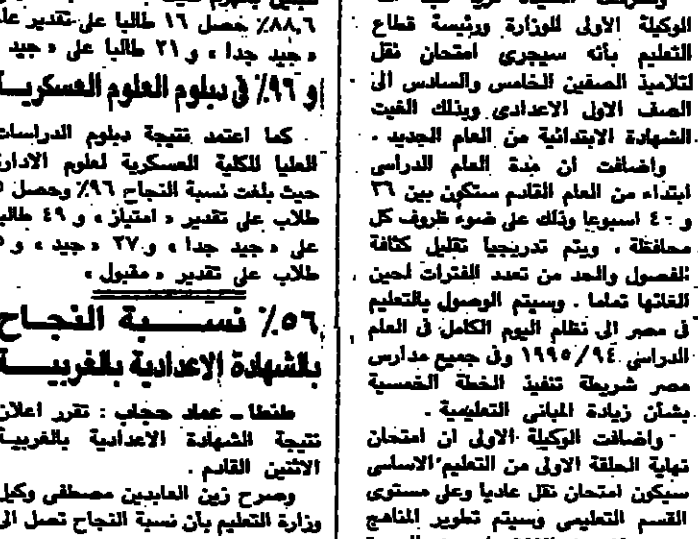 الوكيلة الاولى للوزارة ورئيسة قطاع
التعليم بأنه سيجرى امتحان نقل
لتلاميذ الصفين الخامس والسادس الى
الصف الاول الاعدادى وبذلك الغيت
الشهادة الابتدائية من العام الجديد .
واضافت ان مدة العام الدراسى
ابتداء من العام القادم ستكون بين ٣٦
و ٤٠ اسبوعا وذلك على ضوء ظروف كل
محافظة . ويتم تدريجيا تقليل كثافة
الفصول والحد من تعدد الفترات لحين
الغائها تماما . وسيتم الوصول بالتعليم
فى مصر الى نظام اليوم الكامل فى العام
الدراسى ١٩٩٥/٩٤ وفى جميع مدارس
مصر شريطة تنفيذ الخطة الخمسية
بشأن زيادة المبانى التعليمية .
واضافت الوكيلة الاولى ان امتحان
نهاية الحلقة الاولى من التعليم الاساسى
سيكون امتحان نقل عاديا وعلى مستوى
القسم التعليمى وسيتم تطوير المناهج
٨٨,٦٪ حصل ١٦ طالبا على تقدير
« جيد جدا » و ٢١ طالبا على « جيد
و ٩٦٪ فى دبلوم العلوم العسكرية
كما اعتمد نتيجة دبلوم الدراسات
العليا للكلية العسكرية لعلوم الادارة
حيث بلغت نسبة النجاح ٩٦٪ وحصل ٥
طلاب على تقدير « امتياز » و ٤٩ طالبا
على « جيد جدا » و ٢٧ « جيد » و ٥
طلاب على تقدير « مقبول »
٥٦٪ نسبة النجاح
بالشهادة الاعدادية بالغربية
طنطا ـ عماد حجاب : تقرر اعلان
نتيجة الشهادة الاعدادية بالغربية
الاثنين القادم .
وصرح زين العابدين مصطفى وكيل
وزارة التعليم بان نسبة النجاح تصل الى